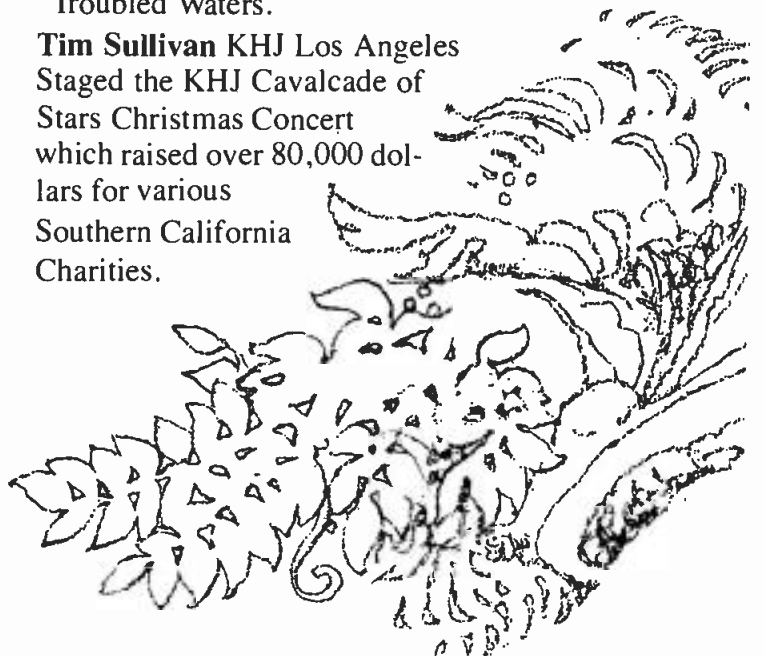 Troubled Waters.
Tim Sullivan KHJ Los Angeles
Staged the KHJ Cavalcade of
Stars Christmas Concert
which raised over 80,000 dol-
lars for various
Southern California
Charities.